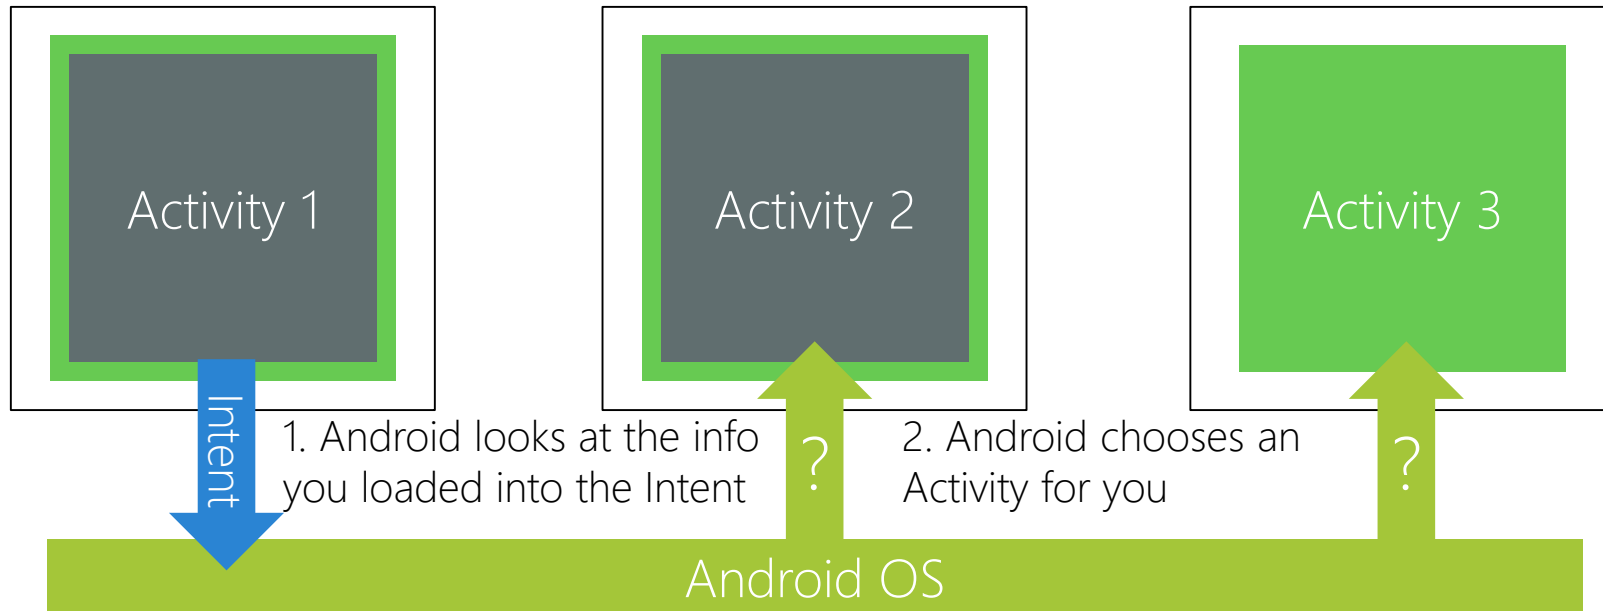 Activity 1
Activity 2
Activity 3
Intent
1. Android looks at the info
you loaded into the Intent
?
2. Android chooses an
Activity for you
?
Android OS